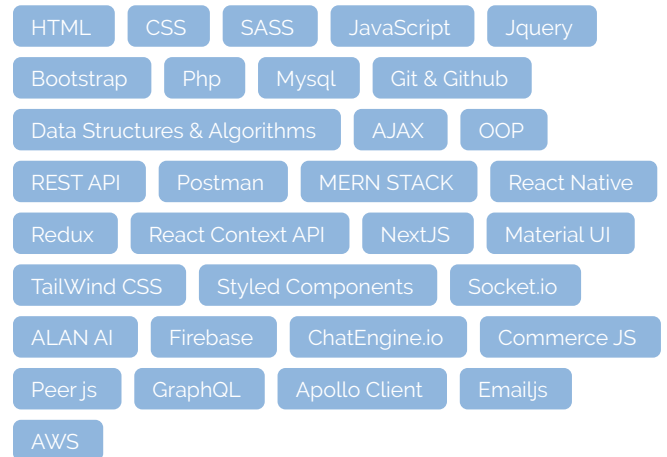 HTML CSS SASS JavaScript Jquery
Bootstrap Php Mysql Git & Github
Data Structures & Algorithms AJAX OOP
REST API Postman MERN STACK React Native
Redux React Context API NextJS Material UI
TailWind CSS Styled Components Socket.io
ALAN AI Firebase ChatEngine.io Commerce JS
Peer js GraphQL Apollo Client Emailjs
AWS